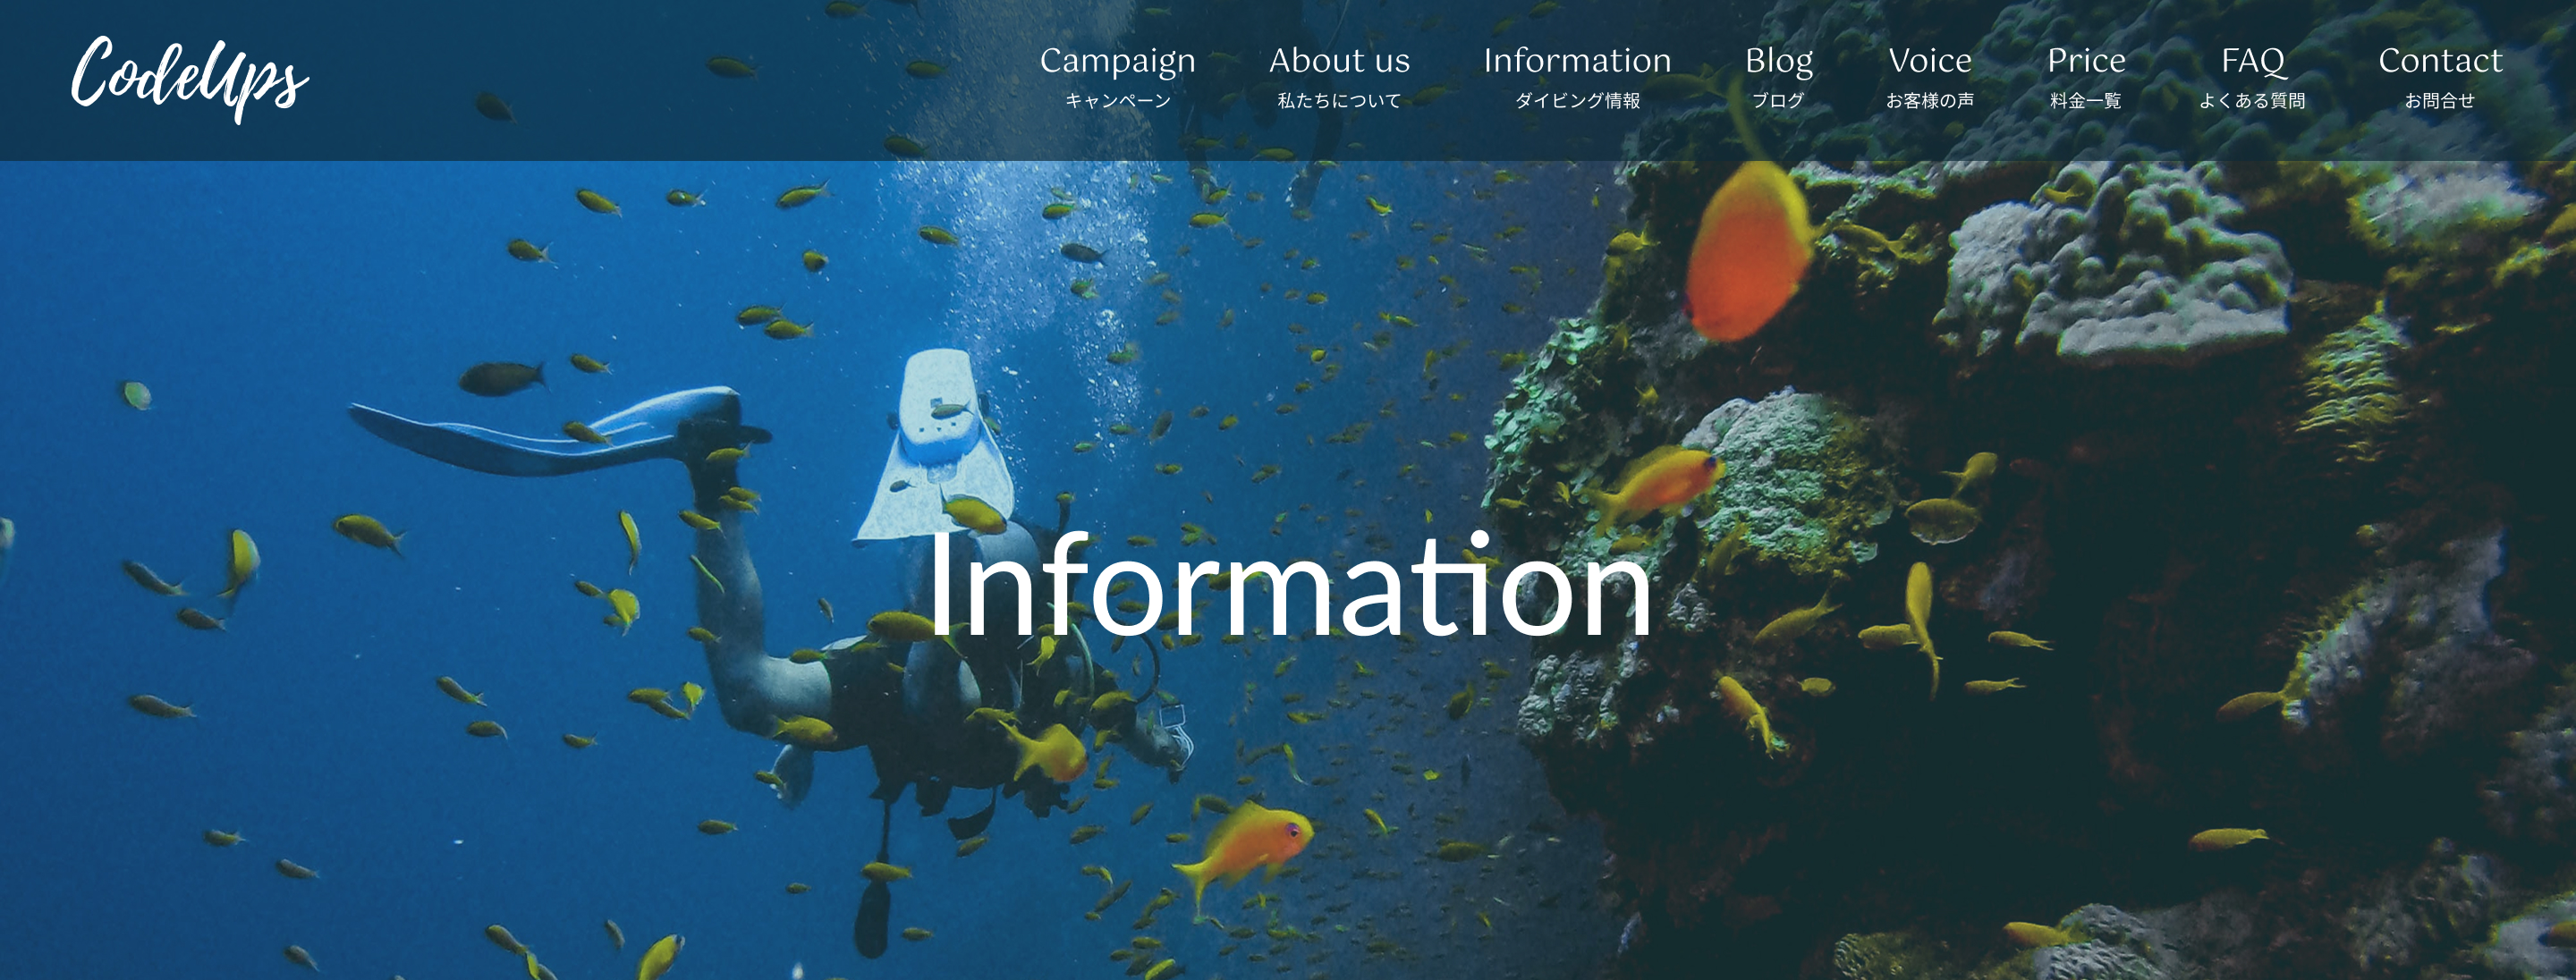 CodeUps
Campaign
キャンペーン
About us
私たちについて
Information
ダイビング情報
Blog
ブログ
Voice
お客様の声
Price
料金一覧
FAQ
よくある質問
Contact
お問合せ
Information